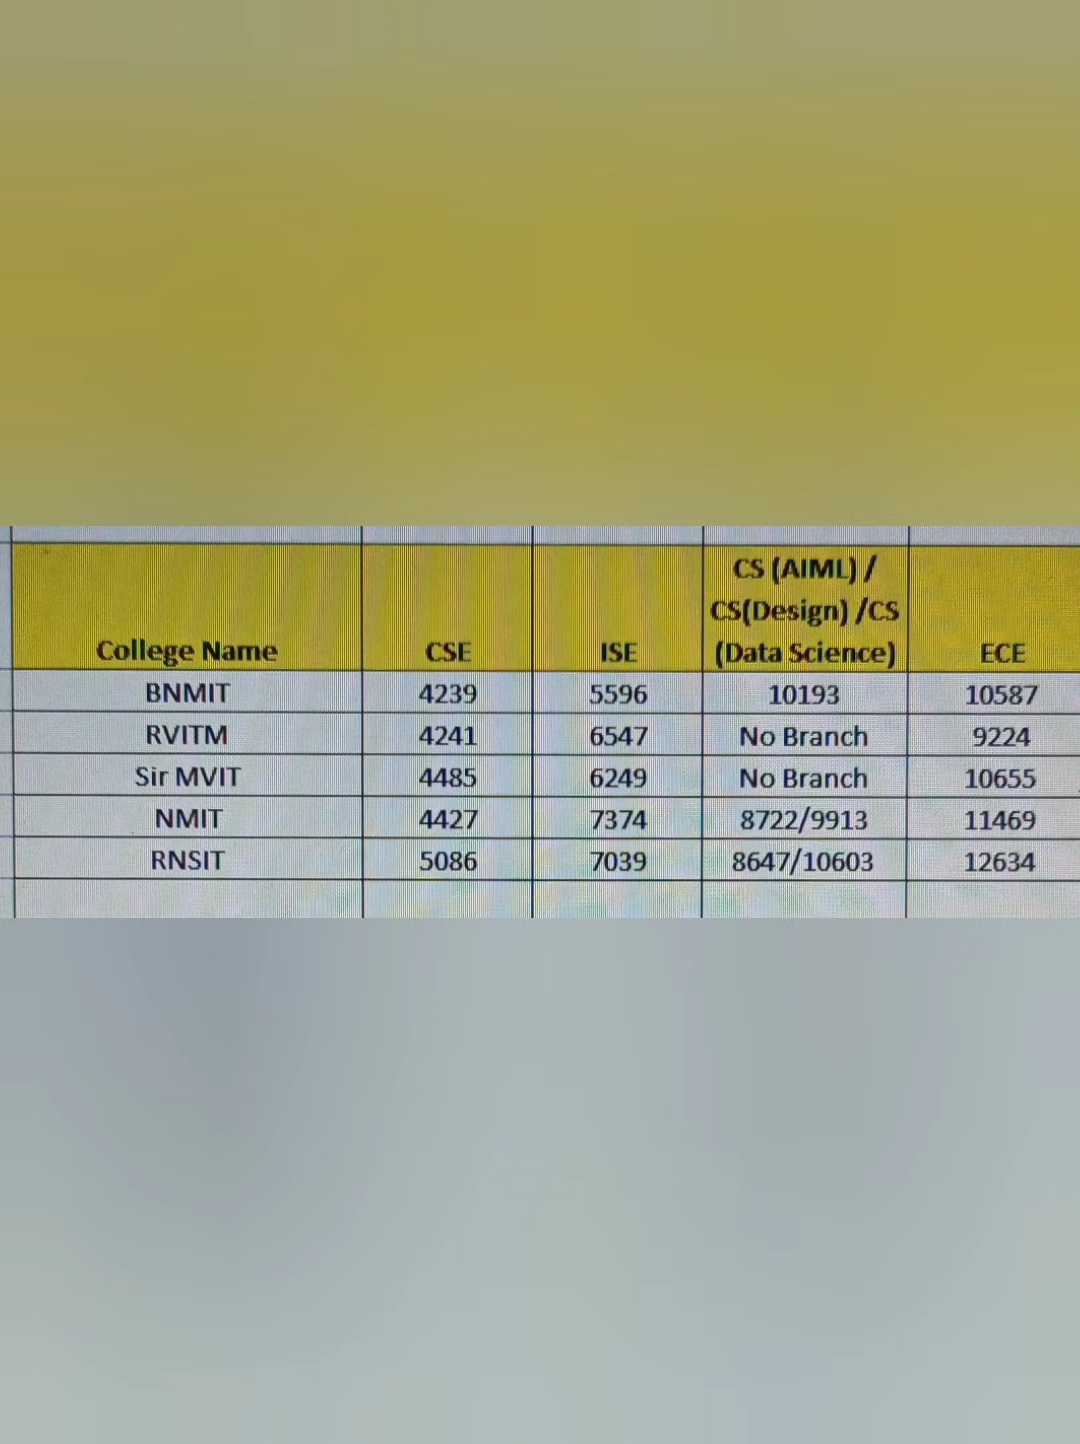 College Name CSE ISE CS (AIML) / CS(Design) /CS (Data Science) ECE
BNMIT 4239 5596 10193 10587
RVITM 4241 6547 No Branch 9224
Sir MVIT 4485 6249 No Branch 10655
NMIT 4427 7374 8722/9913 11469
RNSIT 5086 7039 8647/10603 12634